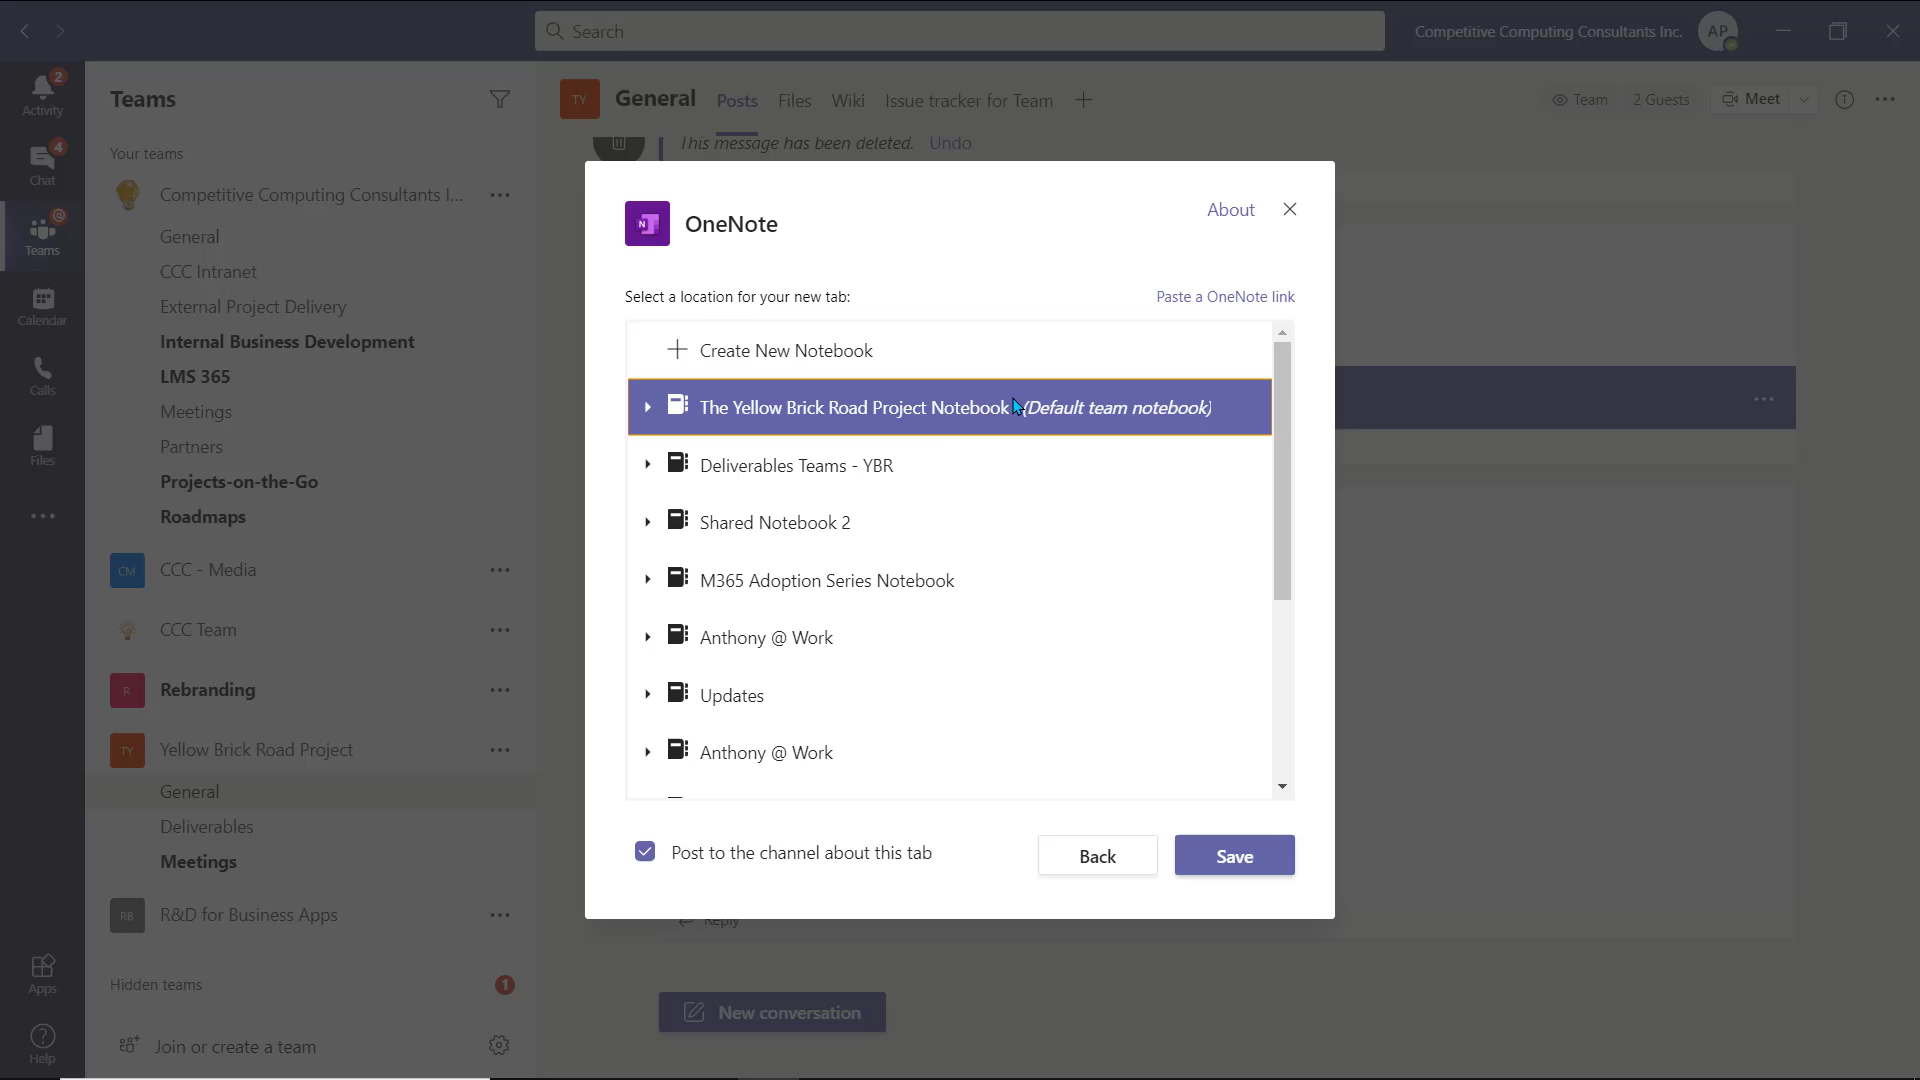 Search
Competitive Computing Consultants Inc.
AP
2
Activity
4
Chat
@
Teams
Calendar
Calls
Files
Apps
Help
Teams
Your teams
Competitive Computing Consultants I...
General
CCC Intranet
External Project Delivery
Internal Business Development
LMS 365
Meetings
Partners
Projects-on-the-Go
Roadmaps
CM CCC - Media
CCC Team
R Rebranding
TY Yellow Brick Road Project
General
Deliverables
Meetings
RB R&D for Business Apps
Hidden teams 1
Join or create a team
TY General Posts Files Wiki Issue tracker for Team
Team 2 Guests Meet
This message has been deleted. Undo
N OneNote
About
Select a location for your new tab: Paste a OneNote link
Create New Notebook
The Yellow Brick Road Project Notebook (Default team notebook)
Deliverables Teams - YBR
Shared Notebook 2
M365 Adoption Series Notebook
Anthony @ Work
Updates
Anthony @ Work
Post to the channel about this tab
Back Save
Reply
New conversation